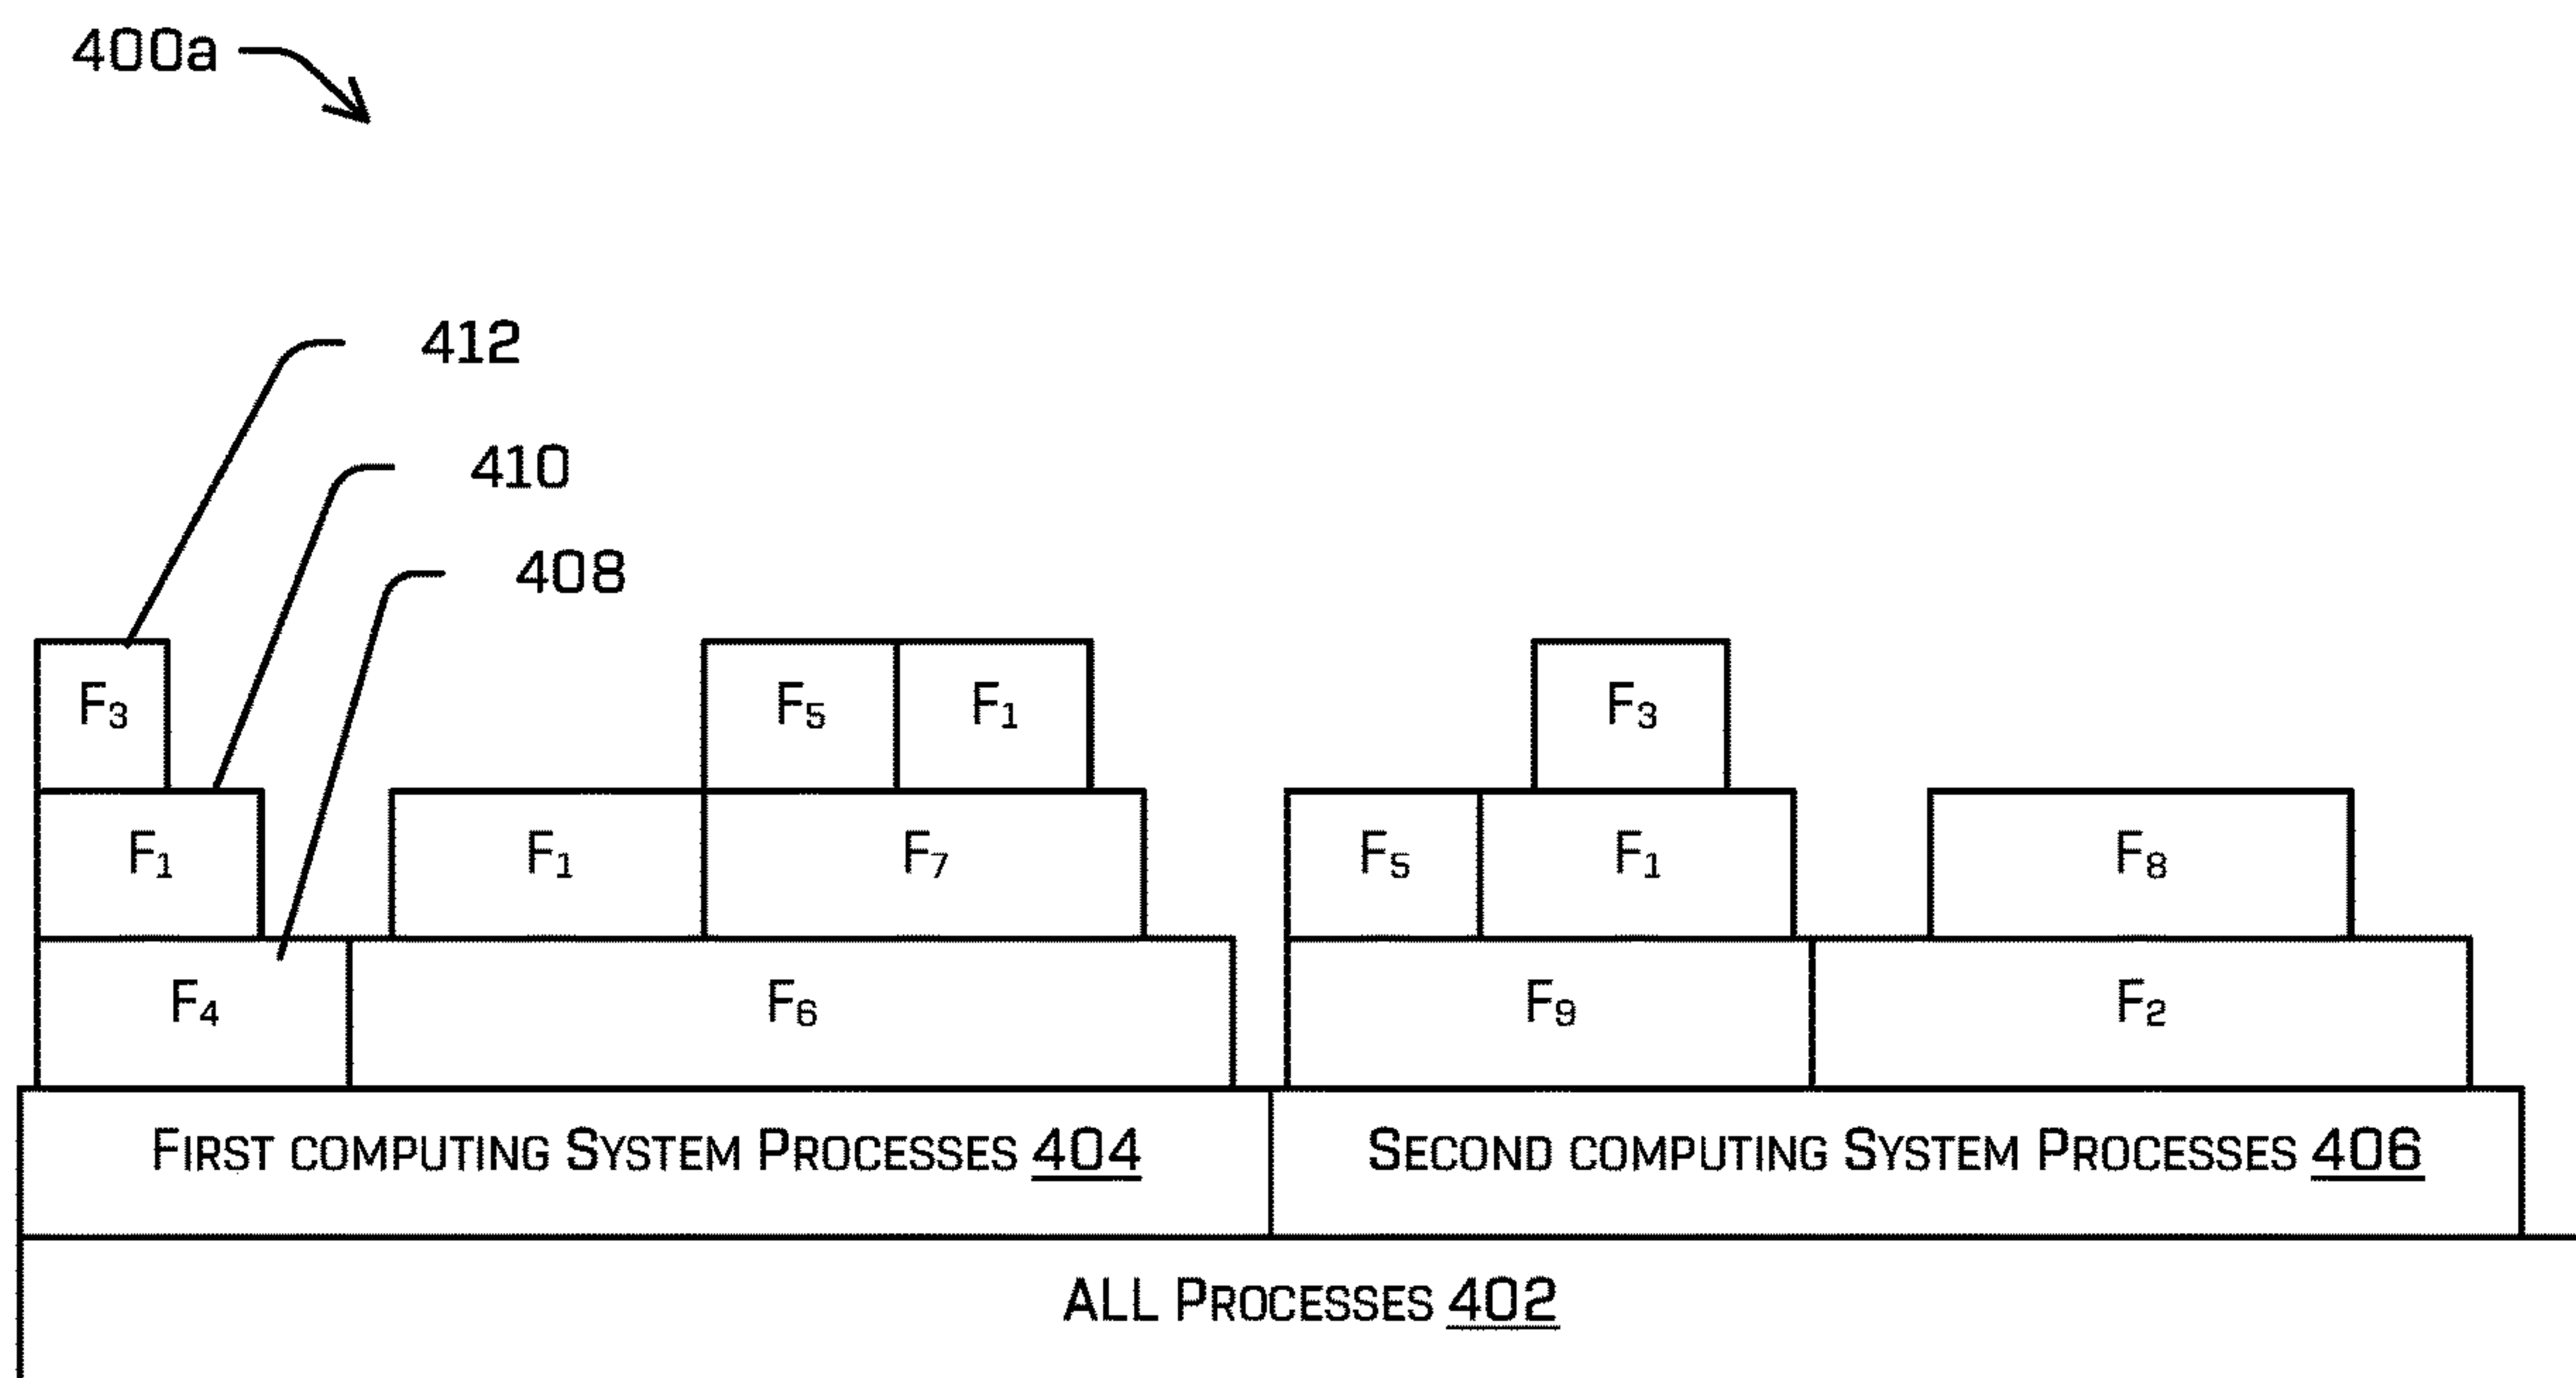 400a
412
410
408
F₃ F₅ F₁ F₃
F₁ F₁ F₇ F₅ F₁ F₈
F₄ F₆ F₉ F₂
First computing System Processes 404 Second computing System Processes 406
ALL Processes 402